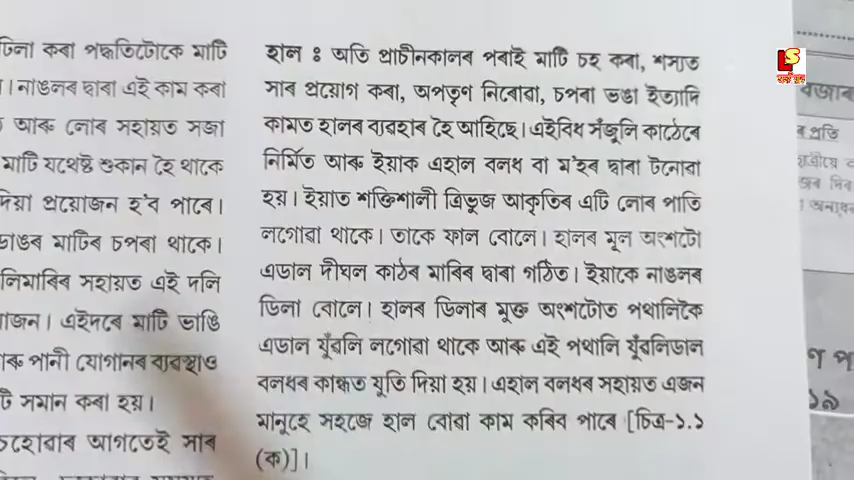 টিনা কৰা পদ্ধতিটোকে মাটি
। নাঙলৰ দ্বাৰা এই কাম কৰা
আৰু লোৰ সহায়ত সজা
মাটি যথেষ্ট শুকান হৈ থাকে
দিয়া প্ৰয়োজন হ'ব পাৰে।
ডাঙৰ মাটিৰ চপৰা থাকে।
লিমাৰিৰ সহায়ত এই দলি
য়াজন। এইদৰে মাটি ভাঙি
আৰু পানী যোগানৰ ব্যৱস্থাও
টি সমান কৰা হয়।
চহোৱাৰ আগতেই সাৰ
হাল : অতি প্ৰাচীনকালৰ পৰাই মাটি চহ কৰা, শস্যত
সাৰ প্ৰয়োগ কৰা, অপতৃণ নিৰোৱা, চপৰা ভঙা ইত্যাদি
কামত হালৰ ব্যৱহাৰ হৈ আহিছে। এইবিধ সঁজুলি কাঠেৰে
নিৰ্মিত আৰু ইয়াক এহাল বলধ বা ম'হৰ দ্বাৰা টনোৱা
হয়। ইয়াত শক্তিশালী ত্ৰিভুজ আকৃতিৰ এটি লোৰ পাতি
লগোৱা থাকে। তাকে ফাল বোলে। হালৰ মূল অংশটো
এডাল দীঘল কাঠৰ মাৰিৰ দ্বাৰা গঠিত। ইয়াকে নাঙলৰ
ডিলা বোলে। হালৰ ডিলাৰ মুক্ত অংশটোত পথালিকৈ
এডাল যুঁৱলি লগোৱা থাকে আৰু এই পথালি যুঁৱলিডাল
বলধৰ কান্ধত যুতি দিয়া হয়। এহাল বলধৰ সহায়ত এজন
মানুহে সহজে হাল বোৱা কাম কৰিব পাৰে [চিত্ৰ-১.১
(ক)]।
LS
ৰ প্ৰতি
ণ প
১৯